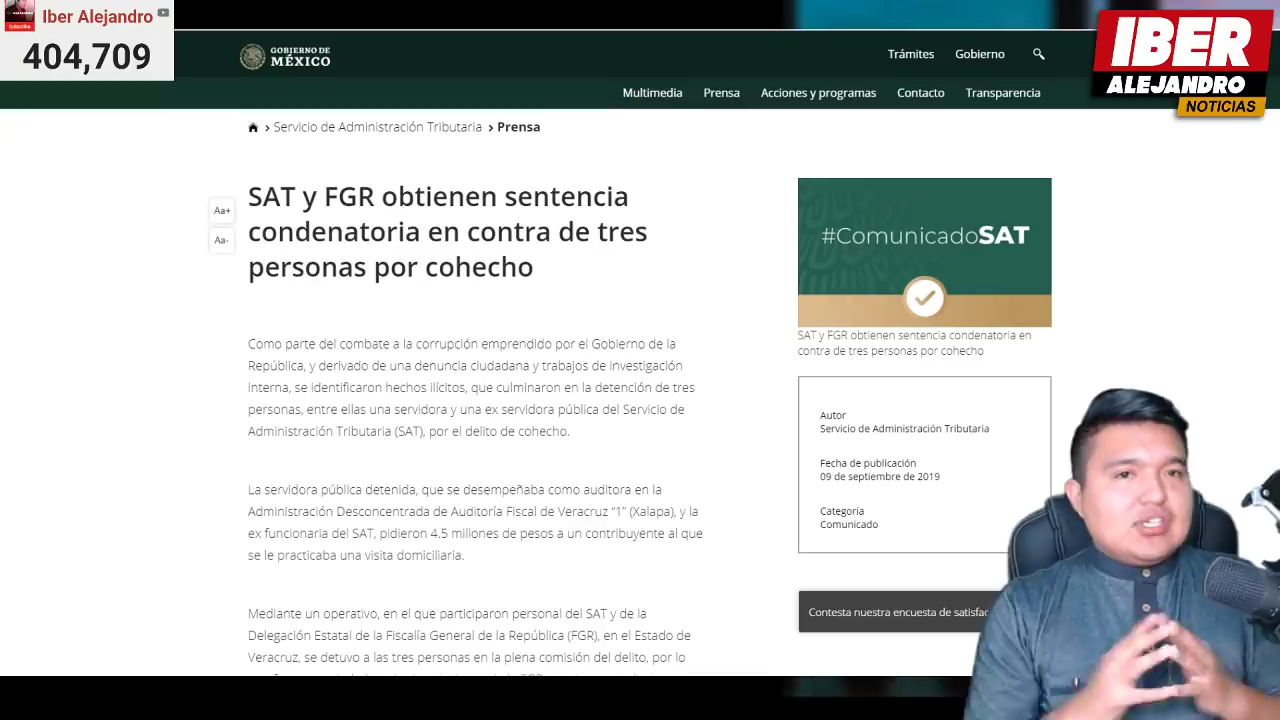 Iber Alejandro
Subscribe
404,709
GOBIERNO DE
MÉXICO
Trámites
Gobierno
Multimedia
Prensa
Acciones y programas
Contacto
Transparencia
IBER
ALEJANDRO
NOTICIAS
Servicio de Administración Tributaria
Prensa
Aa+
Aa-
SAT y FGR obtienen sentencia
condenatoria en contra de tres
personas por cohecho
Como parte del combate a la corrupción emprendido por el Gobierno de la
República, y derivado de una denuncia ciudadana y trabajos de investigación
interna, se identificaron hechos ilícitos, que culminaron en la detención de tres
personas, entre ellas una servidora y una ex servidora pública del Servicio de
Administración Tributaria (SAT), por el delito de cohecho.
La servidora pública detenida, que se desempeñaba como auditora en la
Administración Desconcentrada de Auditoría Fiscal de Veracruz “1” (Xalapa), y la
ex funcionaria del SAT, pidieron 4.5 millones de pesos a un contribuyente al que
se le practicaba una visita domiciliaria.
Mediante un operativo, en el que participaron personal del SAT y de la
Delegación Estatal de la Fiscalía General de la República (FGR), en el Estado de
Veracruz, se detuvo a las tres personas en la plena comisión del delito, por lo
#ComunicadoSAT
SAT y FGR obtienen sentencia condenatoria en
contra de tres personas por cohecho
Autor
Servicio de Administración Tributaria
Fecha de publicación
09 de septiembre de 2019
Categoría
Comunicado
Contesta nuestra encuesta de